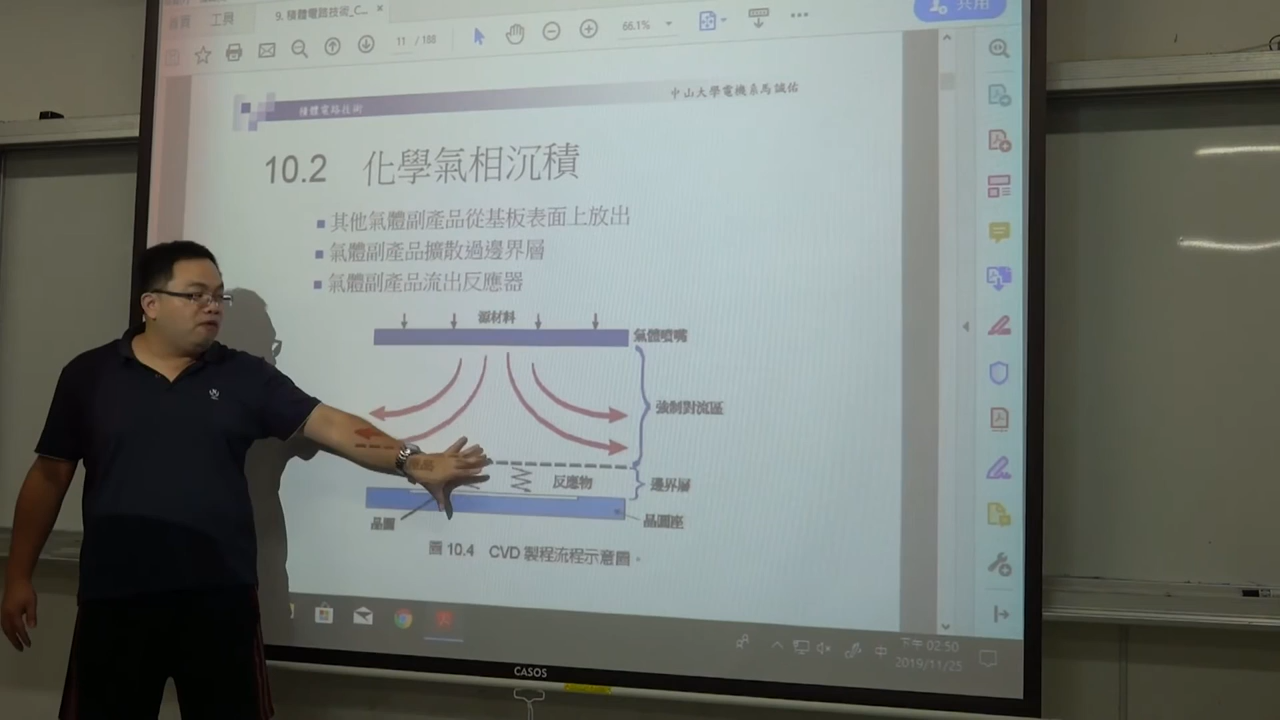 工具
9. 積體電路技術_C...
11 / 188
66.1%
共用
積體電路技術
中山大學電機系馬誠佑
10.2 化學氣相沉積
其他氣體副產品從基板表面上放出
氣體副產品擴散過邊界層
氣體副產品流出反應器
源材料
氣體噴嘴
強制對流區
反應物
邊界層
晶圓
晶圓座
圖 10.4 CVD 製程流程示意圖。
中
下午 02:50
2019/11/25
CASOS